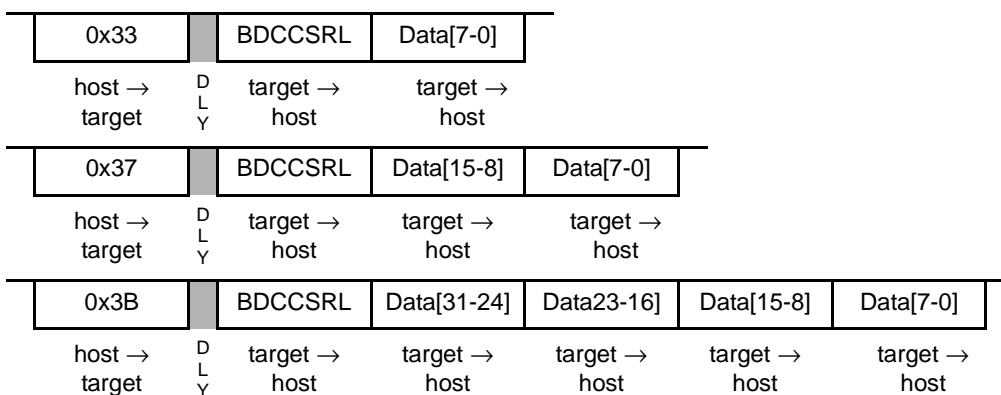 0x33 BDCCSRL Data[7-0]
host → target D L Y target → host target → host
0x37 BDCCSRL Data[15-8] Data[7-0]
host → target D L Y target → host target → host target → host
0x3B BDCCSRL Data[31-24] Data23-16] Data[15-8] Data[7-0]
host → target D L Y target → host target → host target → host target → host target → host